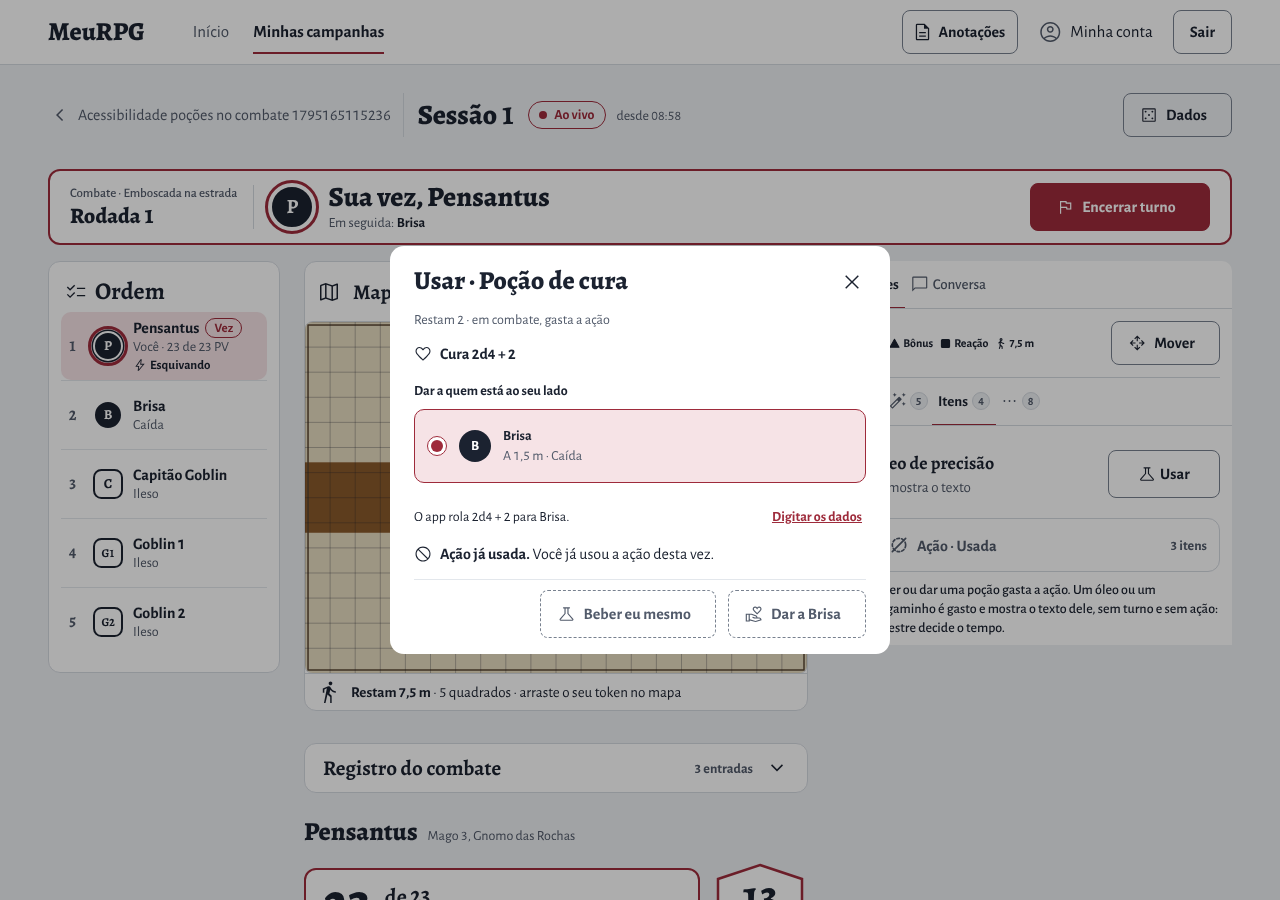 MeuRPG
Início
Minhas campanhas
Anotações
Minha conta
Sair
Acessibilidade poções no combate 1795165115236
Sessão 1
Ao vivo
desde 08:58
Dados
Combate · Emboscada na estrada
Rodada 1
P
Sua vez, Pensantus
Em seguida: Brisa
Encerrar turno
Ordem
1
P
Pensantus
Vez
Você · 23 de 23 PV
Esquivando
2
B
Brisa
Caída
3
C
Capitão Goblin
Ileso
4
G1
Goblin 1
Ileso
5
G2
Goblin 2
Ileso
Usar · Poção de cura
Restam 2 · em combate, gasta a ação
Cura 2d4 + 2
Dar a quem está ao seu lado
B
Brisa
A 1,5 m · Caída
O app rola 2d4 + 2 para Brisa.
Digitar os dados
Ação já usada. Você já usou a ação desta vez.
Beber eu mesmo
Dar a Brisa
Conversa
Bônus
Reação
7,5 m
Mover
5
Itens
4
8
de precisão
mostra o texto
Usar
Ação · Usada
3 itens
ou dar uma poção gasta a ação. Um óleo ou um
é gasto e mostra o texto dele, sem turno e sem ação:
decide o tempo.
Restam 7,5 m · 5 quadrados · arraste o seu token no mapa
Registro do combate
3 entradas
Pensantus
Mago 3, Gnomo das Rochas
de 23